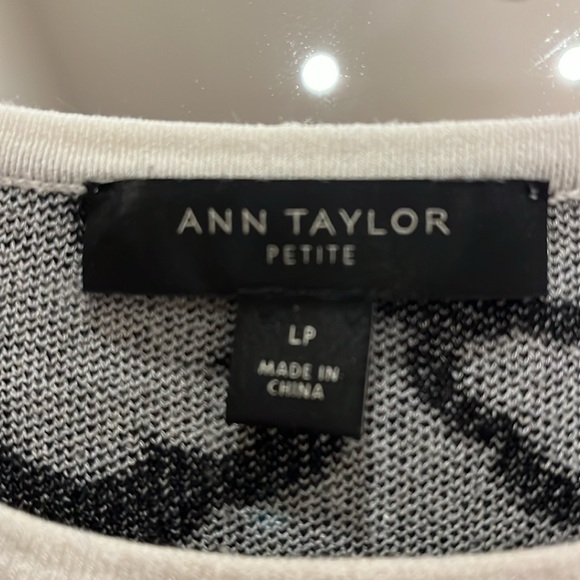 ANN TAYLOR
PETITE
LP
MADE IN
CHINA